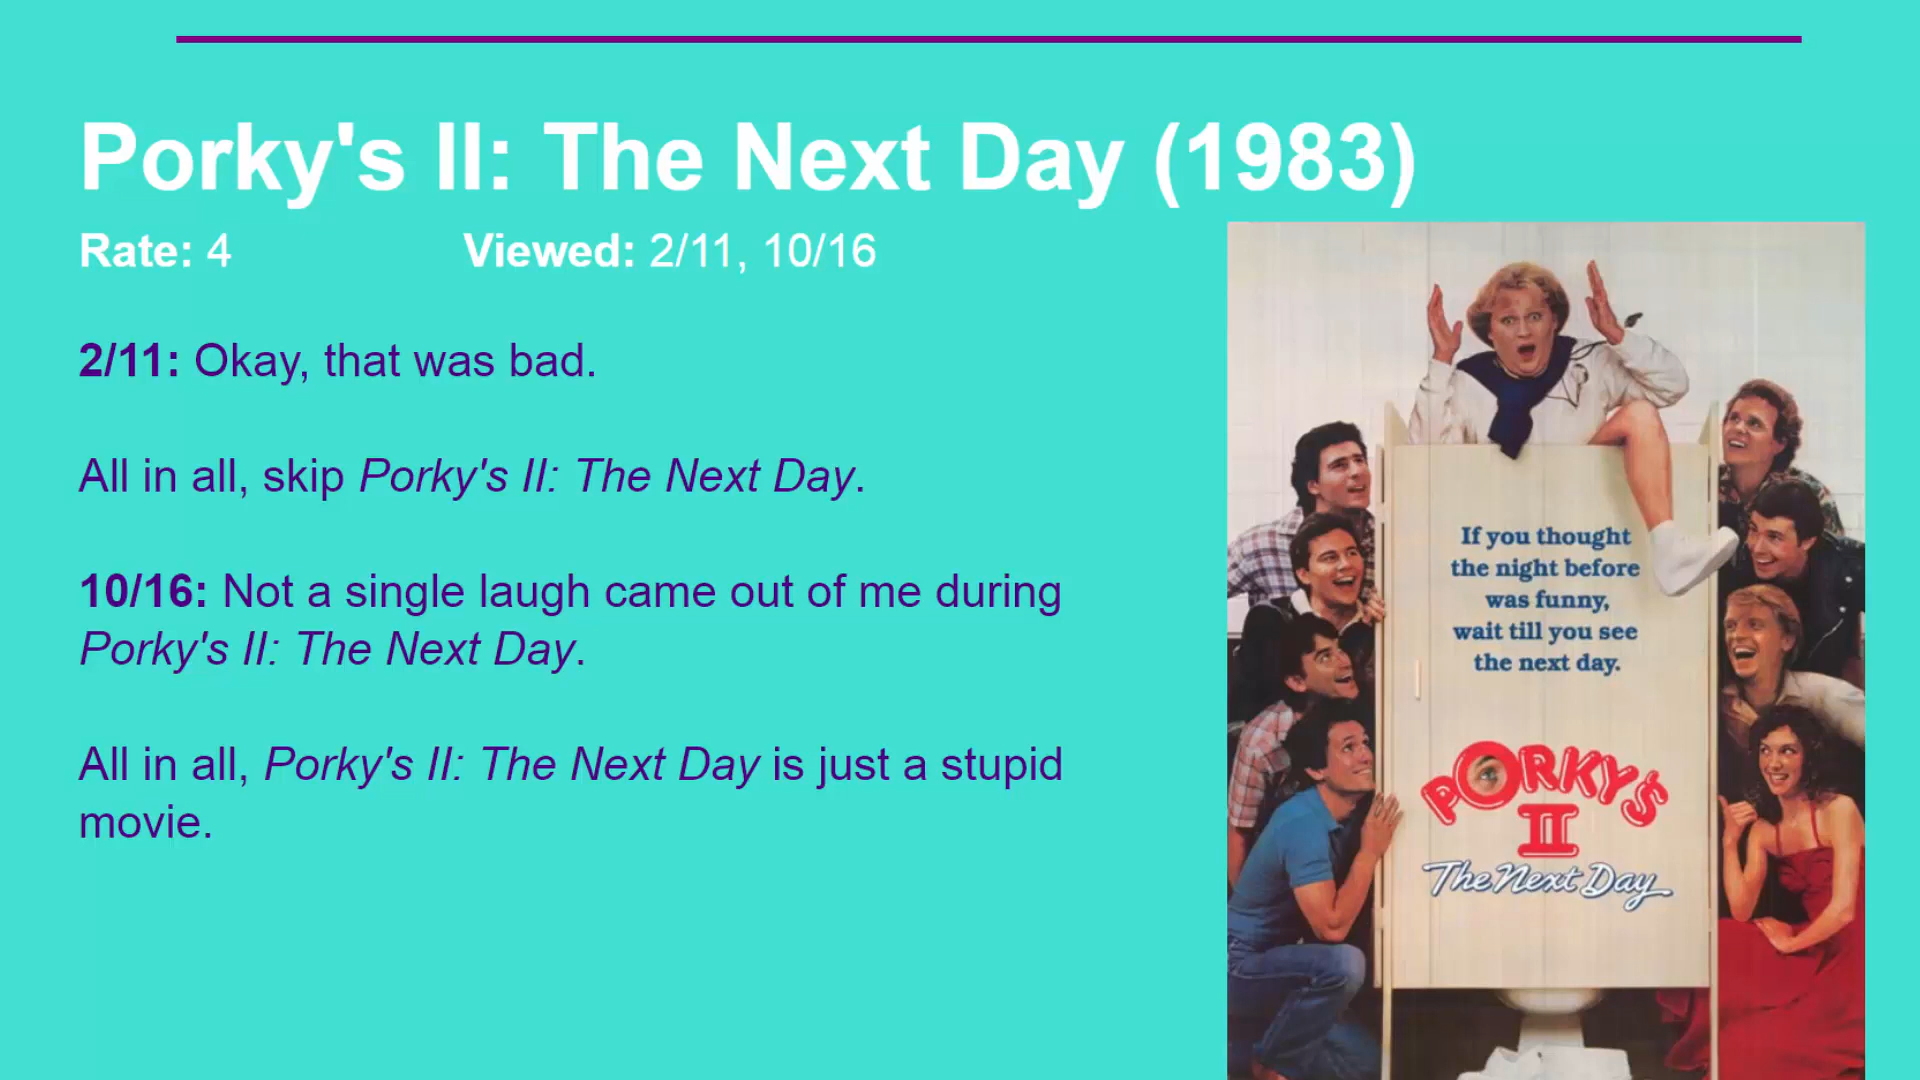 Porky's II: The Next Day (1983)
Rate: 4 Viewed: 2/11, 10/16
2/11: Okay, that was bad.
All in all, skip Porky's II: The Next Day.
10/16: Not a single laugh came out of me during
Porky's II: The Next Day.
All in all, Porky's II: The Next Day is just a stupid
movie.
If you thought
the night before
was funny,
wait till you see
the next day.
PORKY'S
II
The Next Day